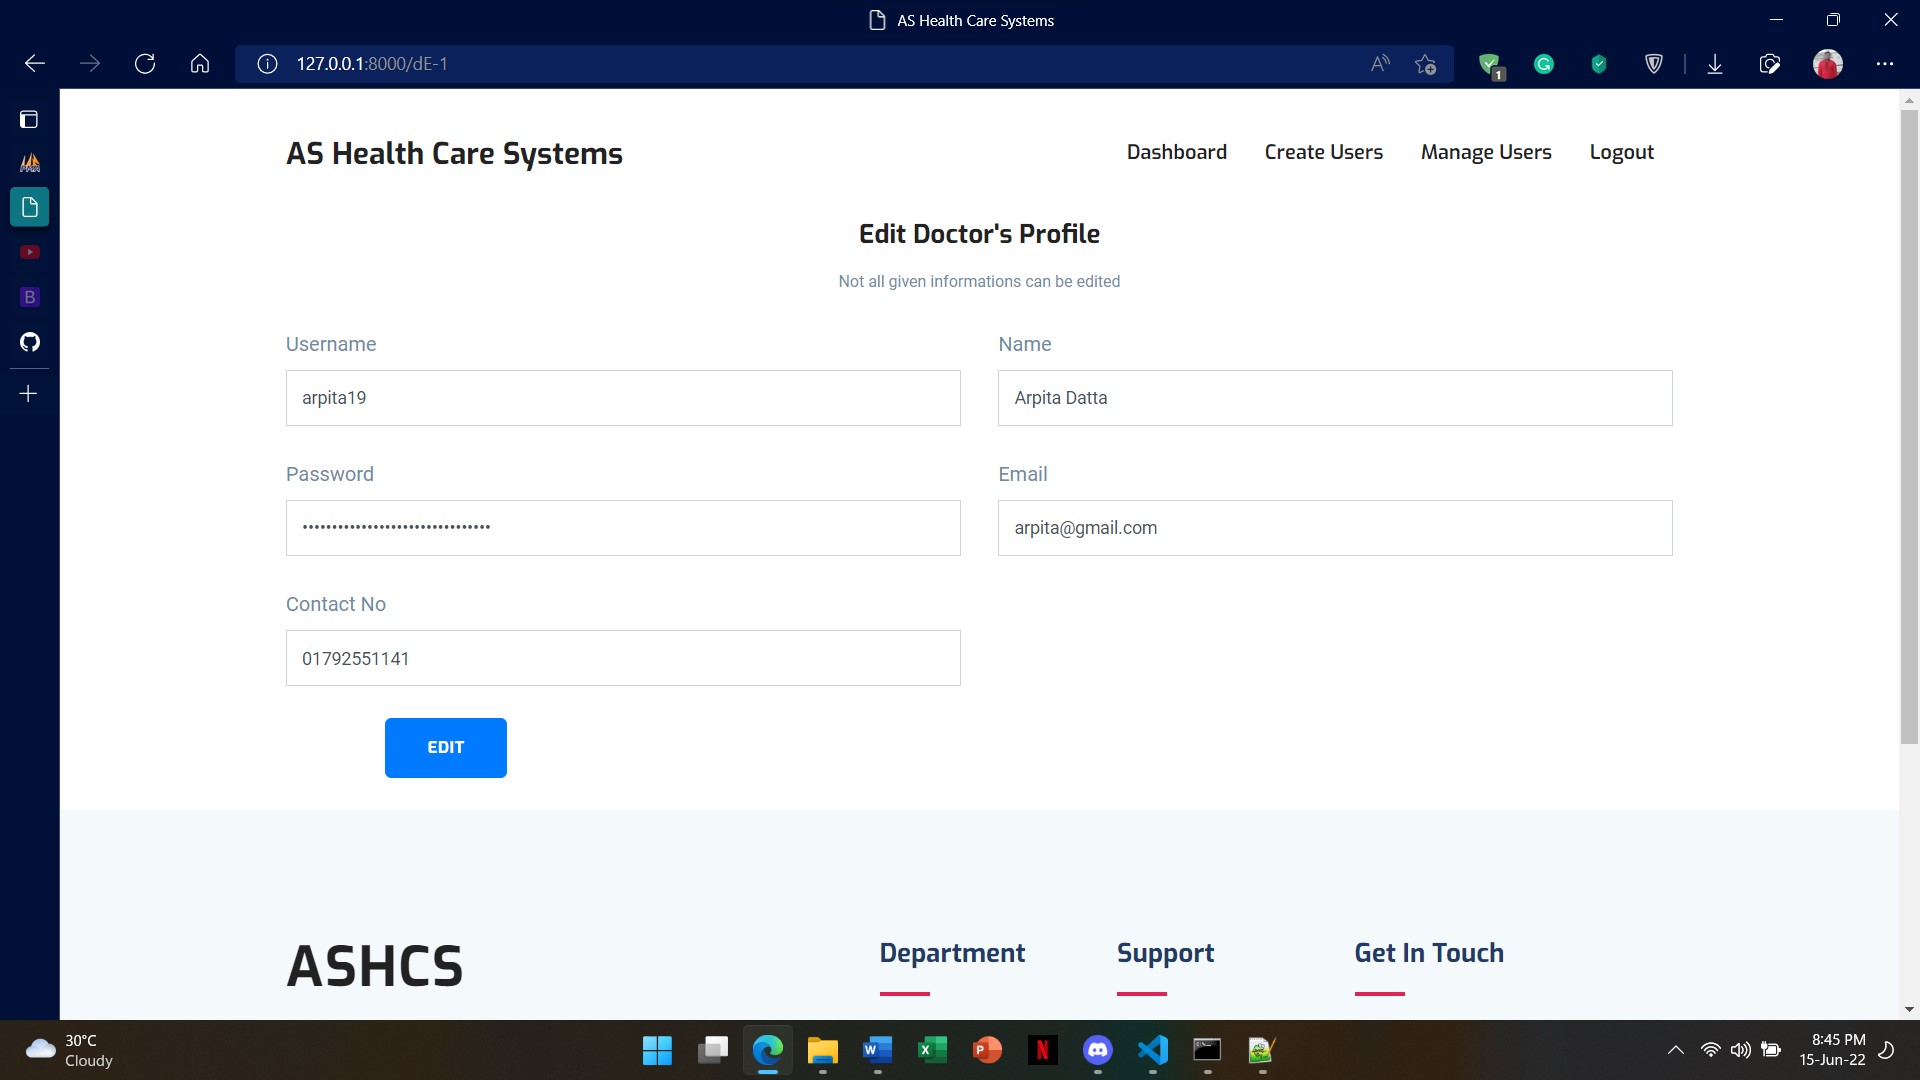 AS Health Care Systems
127.0.0.1:8000/dE-1
1
AS Health Care Systems
Dashboard Create Users Manage Users Logout
Edit Doctor's Profile
Not all given informations can be edited
Username Name
arpita19 Arpita Datta
Password Email
•••••••••••••••••••••••••••••••• arpita@gmail.com
Contact No
01792551141
EDIT
ASHCS
Department Support Get In Touch
30°C
Cloudy
8:45 PM
15-Jun-22